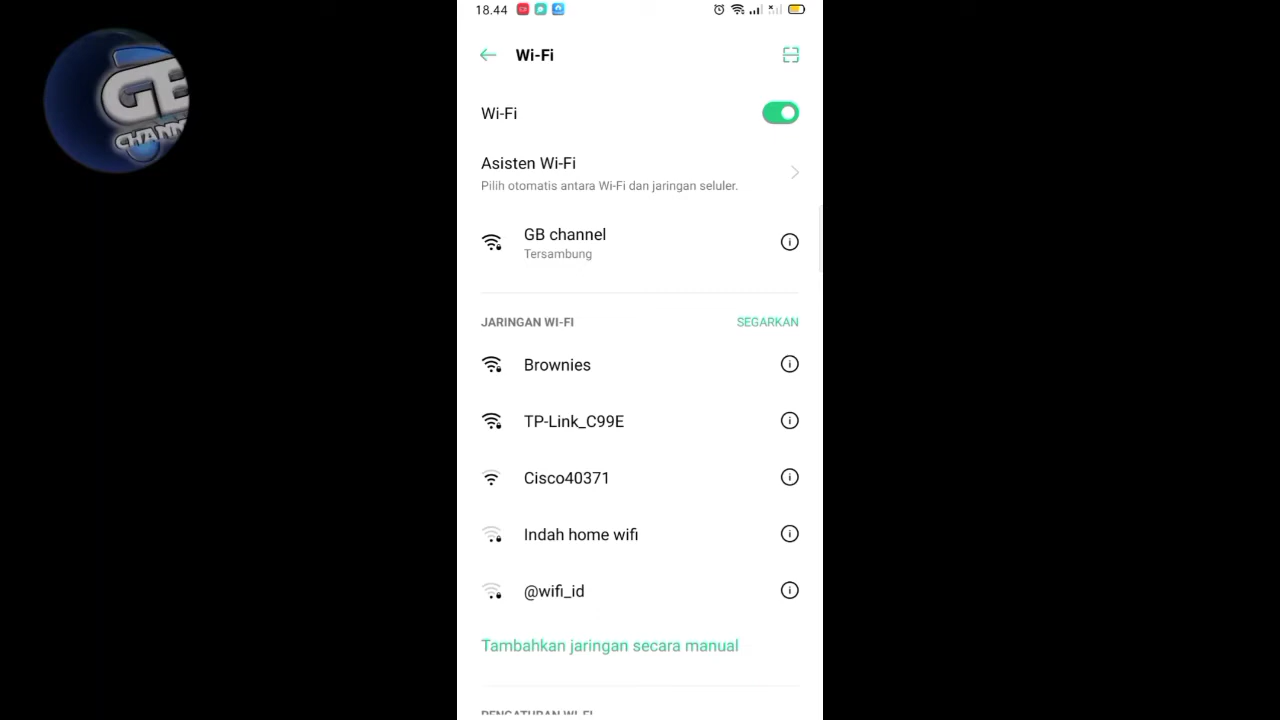 18.44
GB
CHANN
Wi-Fi
Wi-Fi
Asisten Wi-Fi
Pilih otomatis antara Wi-Fi dan jaringan seluler.
GB channel
Tersambung
JARINGAN WI-FI SEGARKAN
Brownies
TP-Link_C99E
Cisco40371
Indah home wifi
@wifi_id
Tambahkan jaringan secara manual
PENGATURAN WI-FI